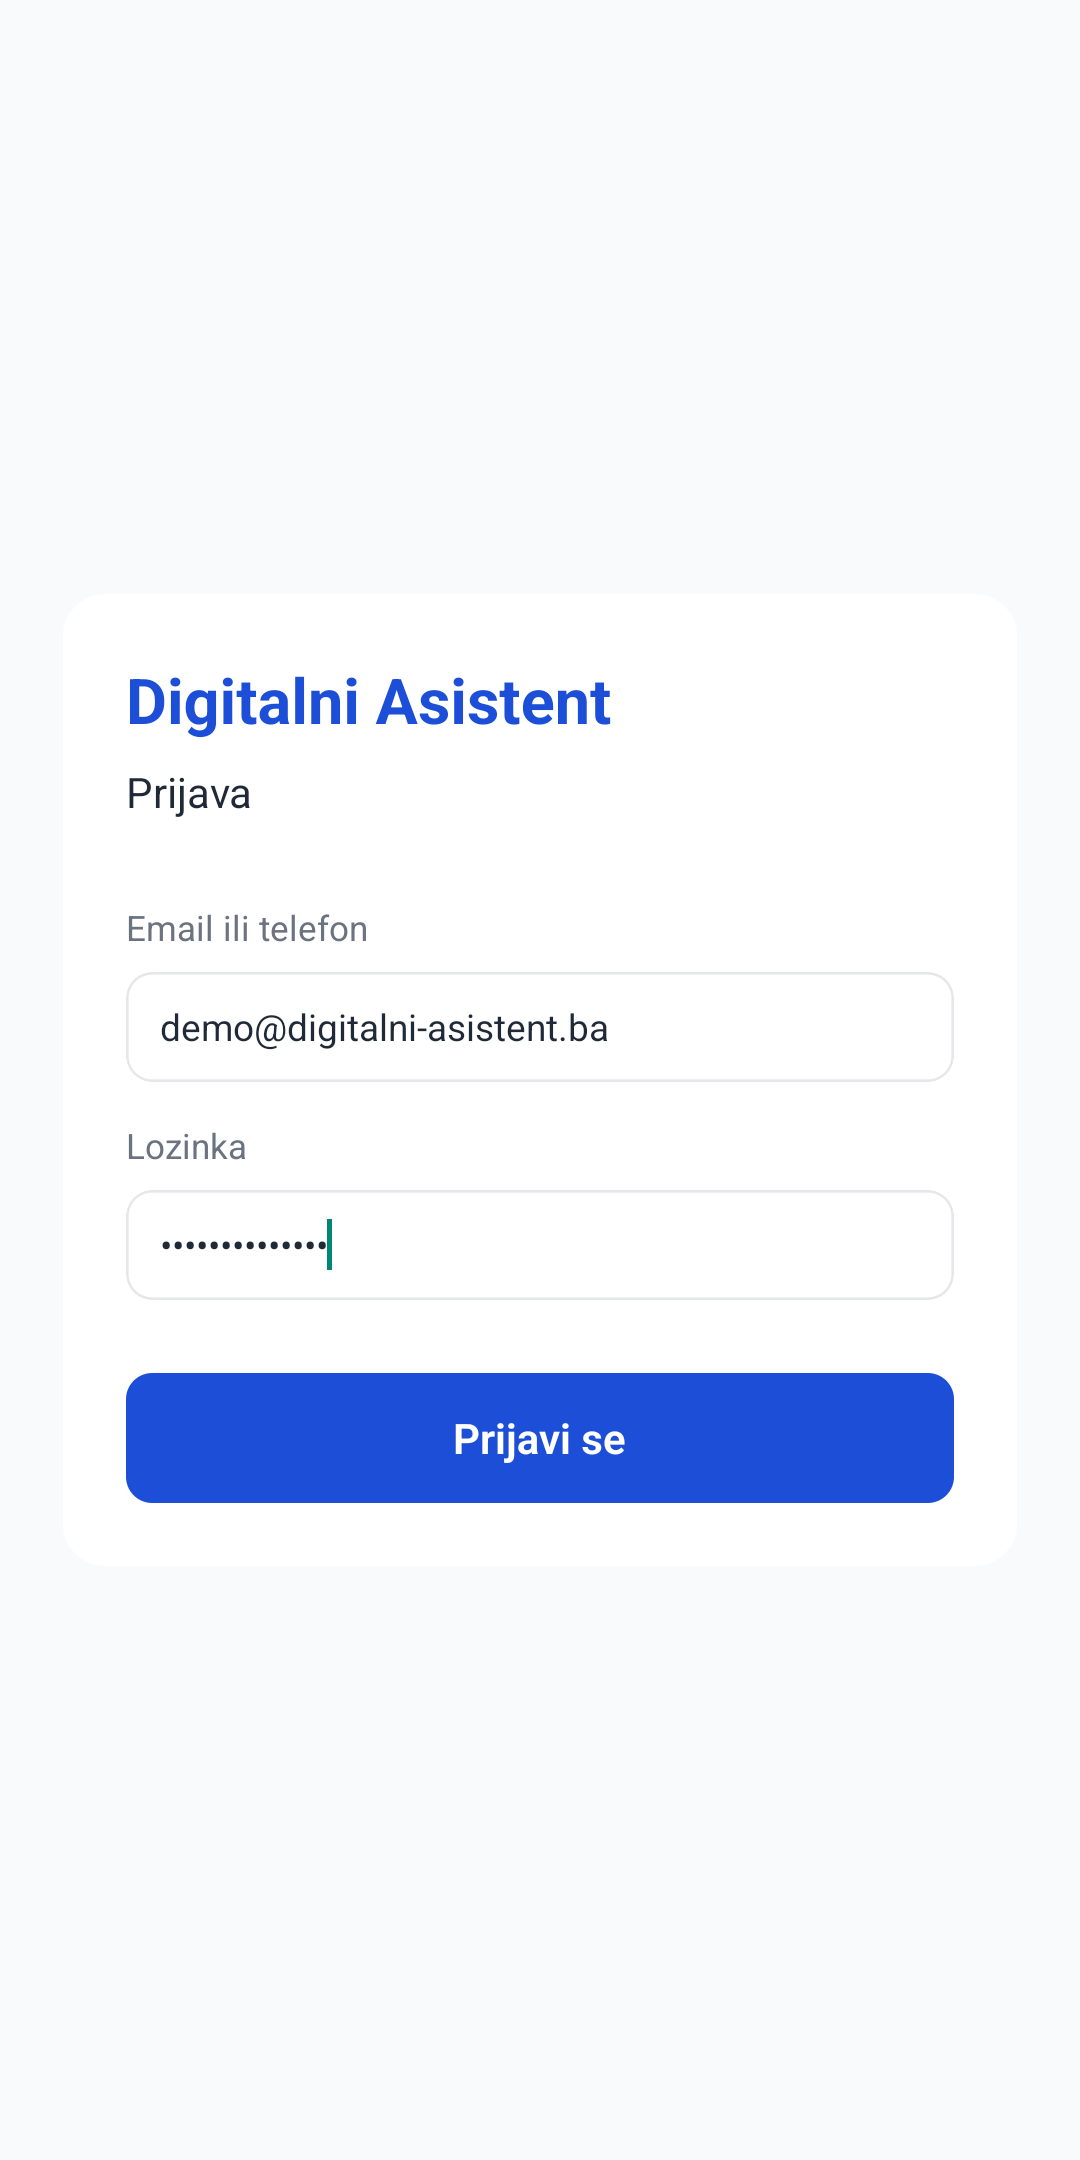 Digitalni Asistent
Prijava
Email ili telefon
demo@digitalni-asistent.ba
Lozinka
••••••••••••••
Prijavi se